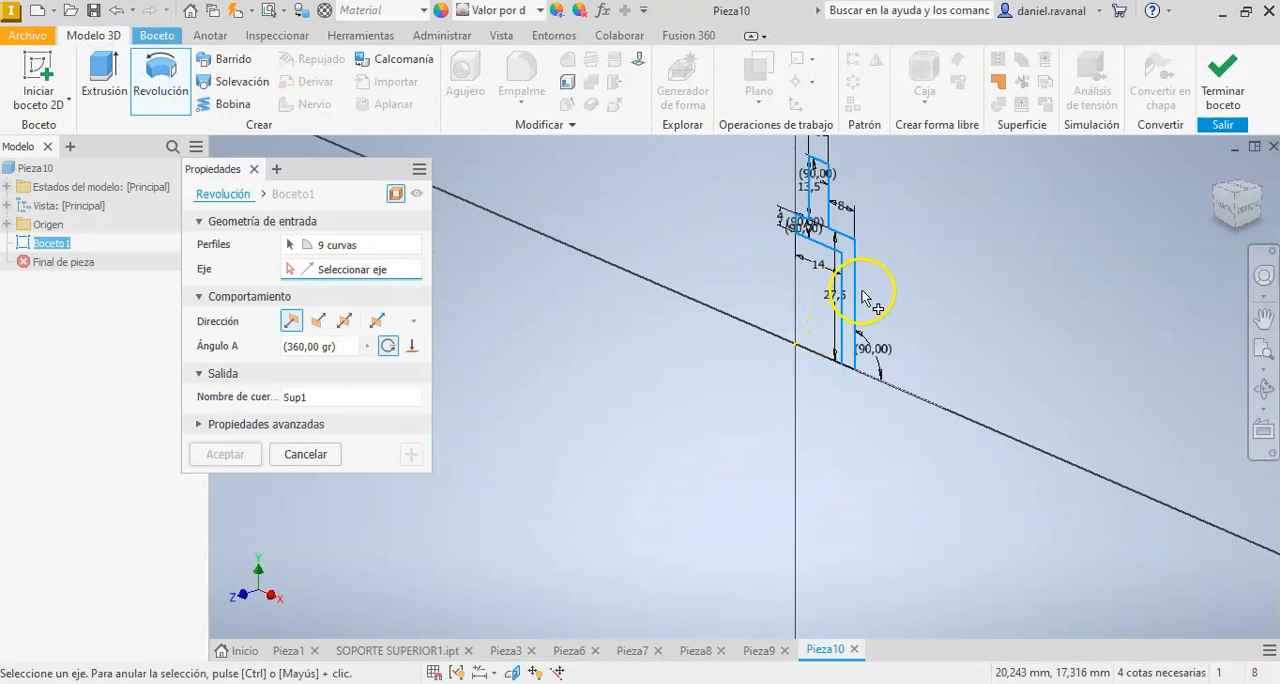 Material
Valor por d
fx
Pieza10
Buscar en la ayuda y los comanc
daniel.ravanal
Archivo
Modelo 3D
Boceto
Anotar
Inspeccionar
Herramientas
Administrar
Vista
Entornos
Colaborar
Fusion 360
Iniciar
boceto 2D
Extrusión
Revolución
Barrido
Solevación
Bobina
Repujado
Derivar
Nervio
Calcomanía
Importar
Aplanar
Agujero
Empalme
Generador
de forma
Plano
Caja
Análisis
de tensión
Convertir en
chapa
Terminar
boceto
Boceto
Crear
Modificar
Explorar
Operaciones de trabajo
Patrón
Crear forma libre
Superficie
Simulación
Convertir
Salir
Modelo
Pieza10
Estados del modelo: [Principal]
Vista: [Principal]
Origen
Boceto1
Final de pieza
Propiedades
Revolución > Boceto1
Geometría de entrada
Perfiles
9 curvas
Eje
Seleccionar eje
Comportamiento
Dirección
Ángulo A
(360,00 gr)
Salida
Nombre de cuer...
Sup1
Propiedades avanzadas
Aceptar
Cancelar
(90,00)
13,5
8
4
(90,00)
14
27,5
(90,00)
Y
Z
X
Inicio
Pieza1
SOPORTE SUPERIOR1.ipt
Pieza3
Pieza6
Pieza7
Pieza8
Pieza9
Pieza10
Seleccione un eje. Para anular la selección, pulse [Ctrl] o [Mayús] + clic.
20,243 mm, 17,316 mm
4 cotas necesarias
1
8